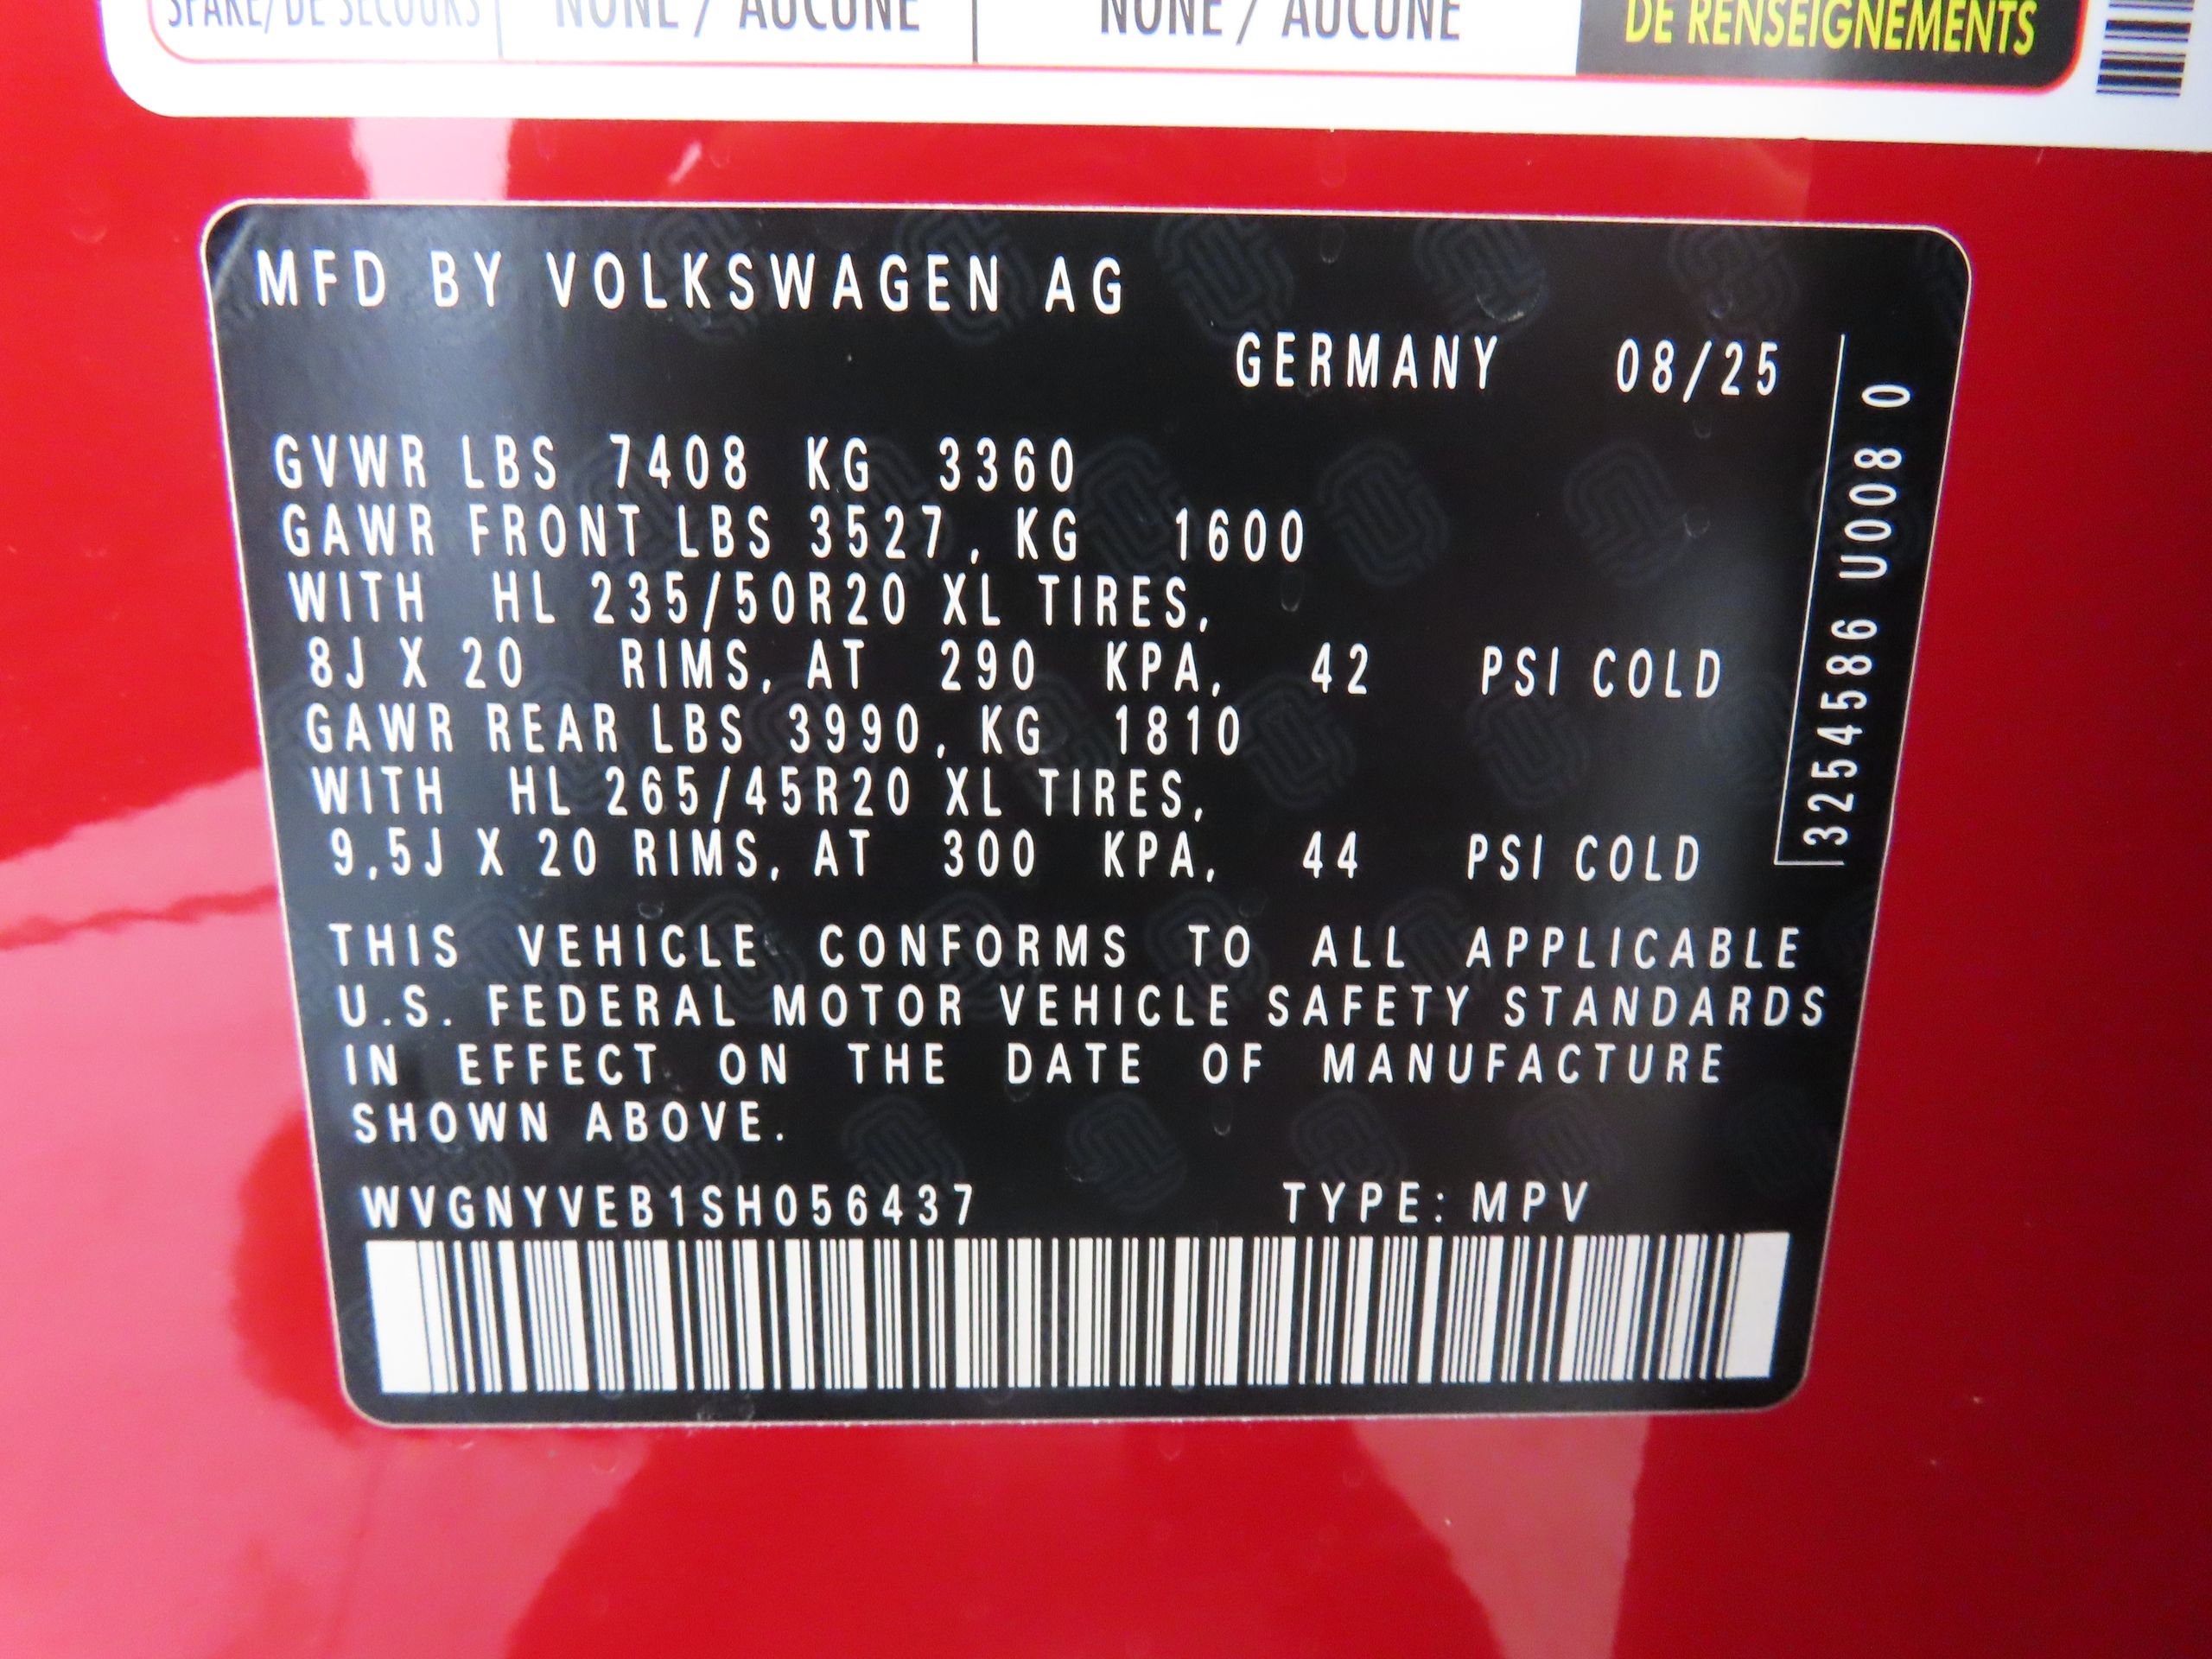 SPARE/DE SECOURS NONE / AUCUNE NONE / AUCUNE DE RENSEIGNEMENTS
MFD BY VOLKSWAGEN AG
GERMANY 08/25
GVWR LBS 7408 KG 3360
GAWR FRONT LBS 3527, KG 1600
WITH HL 235/50R20 XL TIRES,
8J X 20 RIMS, AT 290 KPA, 42 PSI COLD
GAWR REAR LBS 3990, KG 1810
WITH HL 265/45R20 XL TIRES,
9,5J X 20 RIMS, AT 300 KPA, 44 PSI COLD
3254586 U008 0
THIS VEHICLE CONFORMS TO ALL APPLICABLE
U.S. FEDERAL MOTOR VEHICLE SAFETY STANDARDS
IN EFFECT ON THE DATE OF MANUFACTURE
SHOWN ABOVE.
WVGNYVEB1SH056437 TYPE: MPV